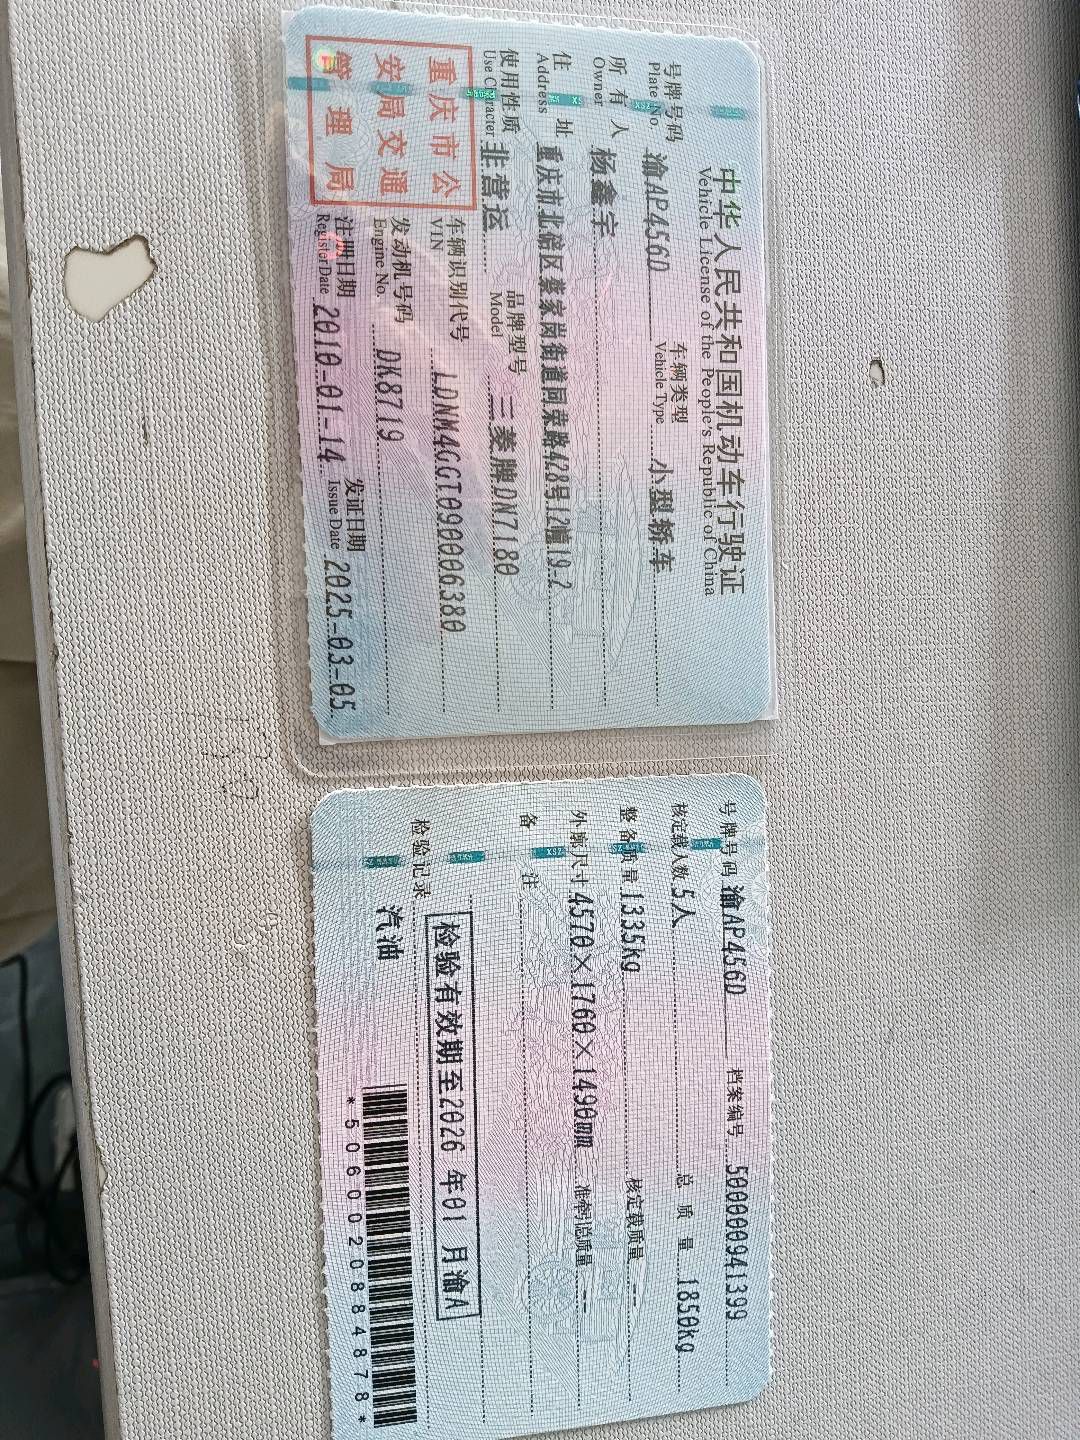 中华人民共和国机动车行驶证
Vehicle License of the People's Republic of China
号牌号码 渝AP456D 车辆类型 小型轿车
Plate No. Vehicle Type
所有人 杨鑫宇
Owner
住址 重庆市北碚区蔡家岗街道同荣路428号12幢19-2
Address
使用性质 非营运 品牌型号 三菱牌DN7180
Use Character Model
重庆市公安局交通管理局
车辆识别代号 LDNM4GGT090006380
VIN
发动机号码 DK8719
Engine No.
注册日期 2010-01-14 发证日期 2025-03-05
Register Date Issue Date
号牌号码 渝AP456D 档案编号 500000941399
核定载人数 5人 总质量 1850kg
整备质量 1335kg 核定载质量 --
外廓尺寸 4570×1760×1490mm 准牵引总质量 --
备注
检验有效期至2026年01月渝A
检验记录
汽油
*5060020884878*